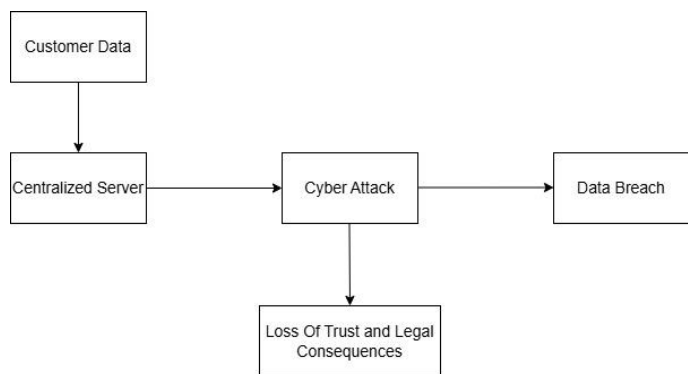 Customer Data
Centralized Server
Cyber Attack
Data Breach
Loss Of Trust and Legal
Consequences